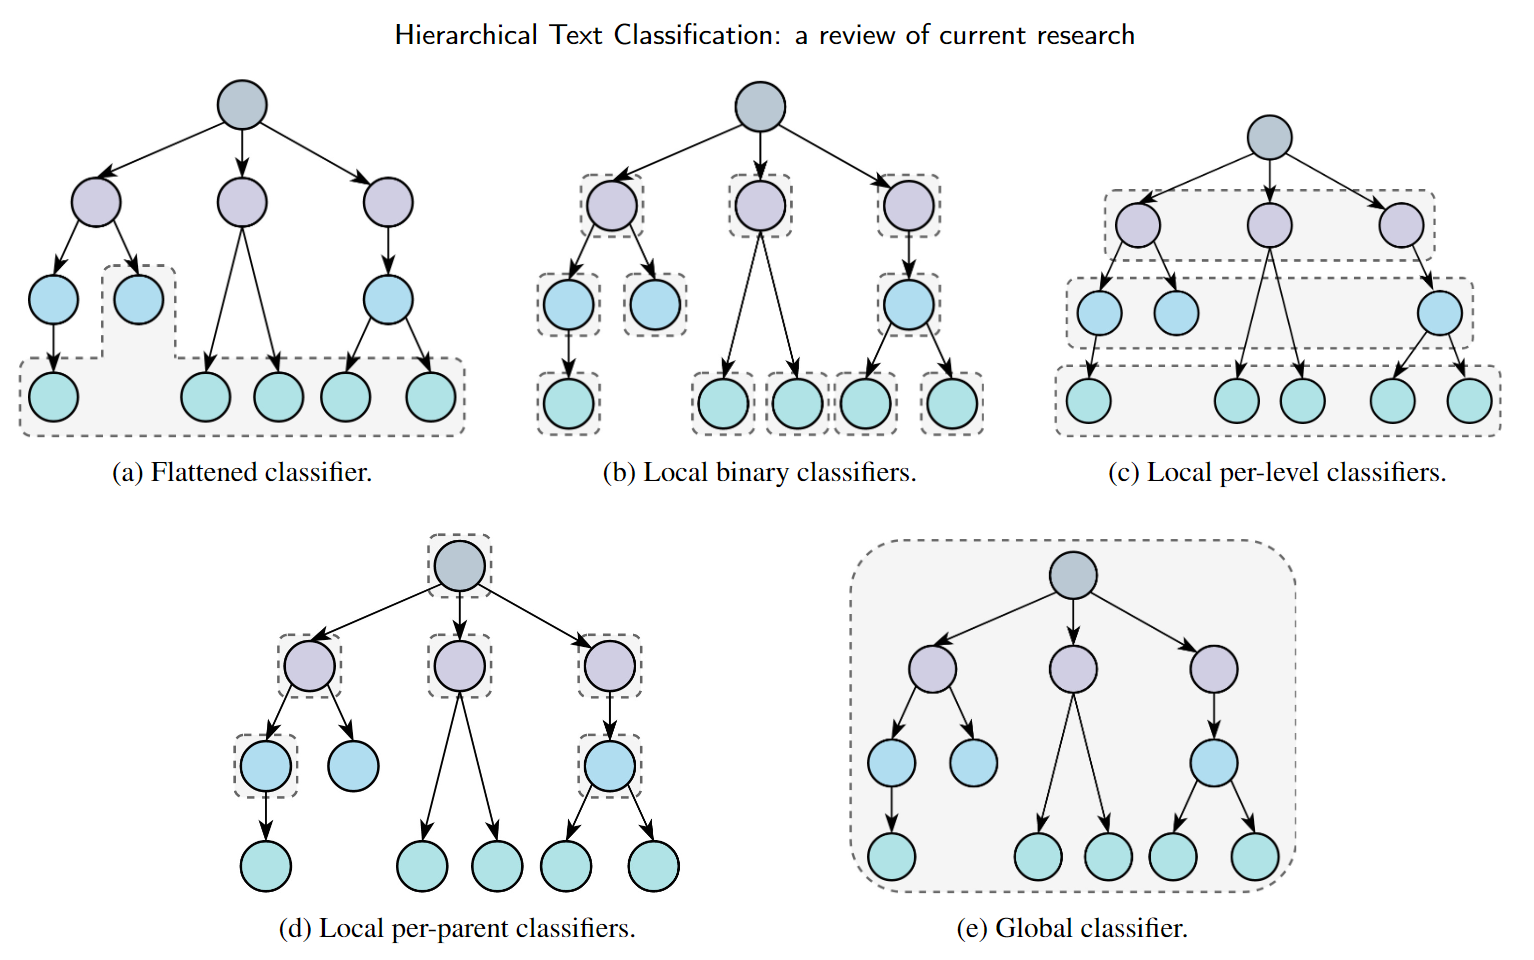 Hierarchical Text Classification: a review of current research
(a) Flattened classifier.
(b) Local binary classifiers.
(c) Local per-level classifiers.
(d) Local per-parent classifiers.
(e) Global classifier.